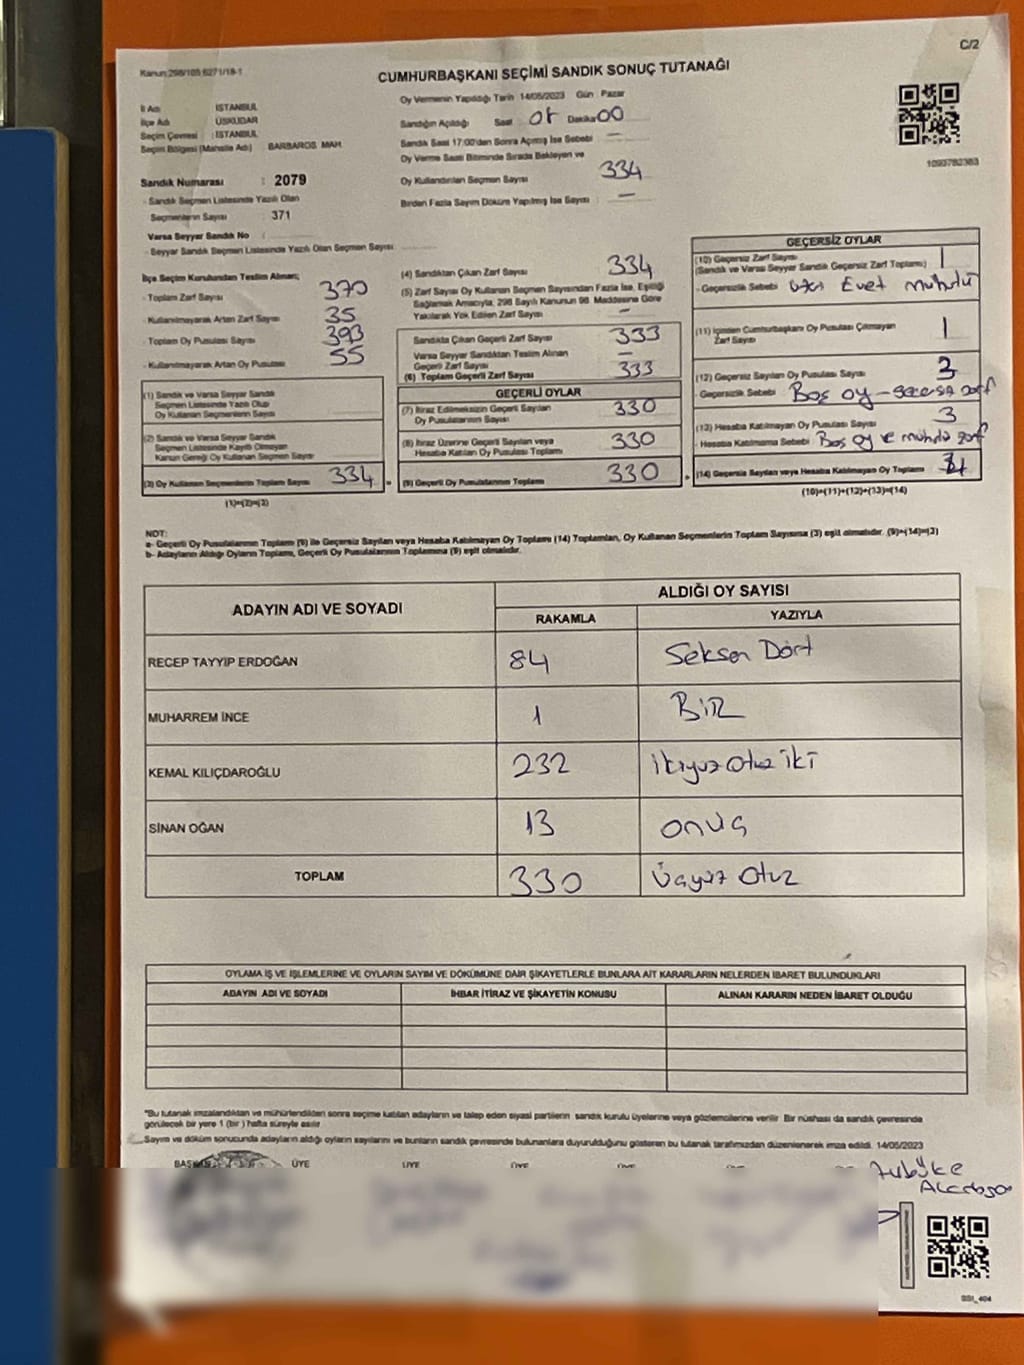 C/2
Kanun:298/105 6271/18-1
CUMHURBAŞKANI SEÇİMİ SANDIK SONUÇ TUTANAĞI
İl Adı : İSTANBUL
İlçe Adı : ÜSKÜDAR
Seçim Çevresi : İSTANBUL
Seçim Bölgesi (Mahalle Adı) : BARBAROS MAH.
Sandık Numarası : 2079
- Sandık Seçmen Listesinde Yazılı Olan
Seçmenlerin Sayısı : 371
Varsa Seyyar Sandık No :
- Seyyar Sandık Seçmen Listesinde Yazılı Olan Seçmen Sayısı:
Oy Vermenin Yapıldığı Tarih 14/05/2023 Gün : Pazar
Sandığın Açıldığı Saat : 08 Dakika: 00
Sandık Saat 17:00'den Sonra Açılmış İse Sebebi : —
Oy Verme Saati Bitiminde Sırada Bekleyen ve
Oy Kullandırılan Seçmen Sayısı : 334
Birden Fazla Sayım Döküm Yapılmış İse Sayısı : —
1093782383
İlçe Seçim Kurulundan Teslim Alınan;
- Toplam Zarf Sayısı : 370
- Kullanılmayarak Artan Zarf Sayısı : 35
- Toplam Oy Pusulası Sayısı : 393
- Kullanılmayarak Artan Oy Pusulası : 55
(1) Sandık ve Varsa Seyyar Sandık
Seçmen Listesinde Yazılı Olup
Oy Kullanan Seçmenlerin Sayısı
(2) Sandık ve Varsa Seyyar Sandık
Seçmen Listesinde Kayıtlı Olmayan
Kanun Gereği Oy Kullanan Seçmen Sayısı
(3) Oy Kullanan Seçmenlerin Toplam Sayısı 334
(1)+(2)=(3)
(4) Sandıktan Çıkan Zarf Sayısı : 334
(5) Zarf Sayısı Oy Kullanan Seçmen Sayısından Fazla İse, Eşitliği
Sağlamak Amacıyla, 298 Sayılı Kanunun 98. Maddesine Göre
Yakılarak Yok Edilen Zarf Sayısı : —
Sandıkta Çıkan Geçerli Zarf Sayısı : 333
Varsa Seyyar Sandıktan Teslim Alınan
Geçerli Zarf Sayısı : —
(6) Toplam Geçerli Zarf Sayısı : 333
GEÇERLİ OYLAR
(7) İtiraz Edilmeksizin Geçerli Sayılan
Oy Pusulası Sayısı : 330
(8) İtiraz Üzerine Geçerli Sayılan veya
Hesaba Katılan Oy Pusulası Toplamı : 330
(9) Geçerli Oy Pusulalarının Toplamı : 330
GEÇERSİZ OYLAR
(10) Geçersiz Zarf Sayısı : 1
(Sandık ve Varsa Seyyar Sandık Geçersiz Zarf Toplamı)
- Geçersizlik Sebebi : Evet mühürlü
(11) İçinden Cumhurbaşkanı Oy Pusulası Çıkmayan
Zarf Sayısı : 1
(12) Geçersiz Sayılan Oy Pusulası Sayısı : 3
- Geçersizlik Sebebi : Boş oy – zarf
(13) Hesaba Katılmayan Oy Pusulası Sayısı : 3
- Hesaba Katılmama Sebebi : Boş oy
(14) Geçersiz Sayılan veya Hesaba Katılmayan Oy Toplamı :
(10)+(11)+(12)+(13)=(14)
NOT:
a- Geçerli Oy Pusulalarının Toplamı (9) ile Geçersiz Sayılan veya Hesaba Katılmayan Oy Toplamı (14) Toplamları, Oy Kullanan Seçmenlerin Toplam Sayısına (3) eşit olmalıdır. (9)+(14)=(3)
b- Adayların Aldığı Oyların Toplamı, Geçerli Oy Pusulalarının Toplamına (9) eşit olmalıdır.
ADAYIN ADI VE SOYADI ALDIĞI OY SAYISI
RAKAMLA YAZIYLA
RECEP TAYYİP ERDOĞAN 84 Seksen Dört
MUHARREM İNCE 1 BİR
KEMAL KILIÇDAROĞLU 232 ikiyüz Otuz iki
SİNAN OĞAN 13 onüç
TOPLAM 330 Üçyüz Otuz
OYLAMA İŞ VE İŞLEMLERİNE VE OYLARIN SAYIM VE DÖKÜMÜNE DAİR ŞİKAYETLERLE BUNLARA AİT KARARLARIN NELERDEN İBARET BULUNDUKLARI
ADAYIN ADI VE SOYADI İHBAR İTİRAZ VE ŞİKAYETİN KONUSU ALINAN KARARIN NEDEN İBARET OLDUĞU
*Bu tutanak imzalandıktan ve mühürlendikten sonra seçime katılan adayların ve talep eden siyasi partilerin sandık kurulu üyelerine veya gözlemcilerine verilir. Bir nüshası da sandık çevresinde
görülecek bir yere 1 (bir) hafta süreyle asılır.
Sayım ve döküm sonucunda adayların aldığı oyların sayılarını ve bunların sandık çevresinde bulunanlara duyurulduğunu gösteren bu tutanak tarafımızdan düzenlenerek imza edildi. 14/05/2023
ÜYE ÜYE ÜYE